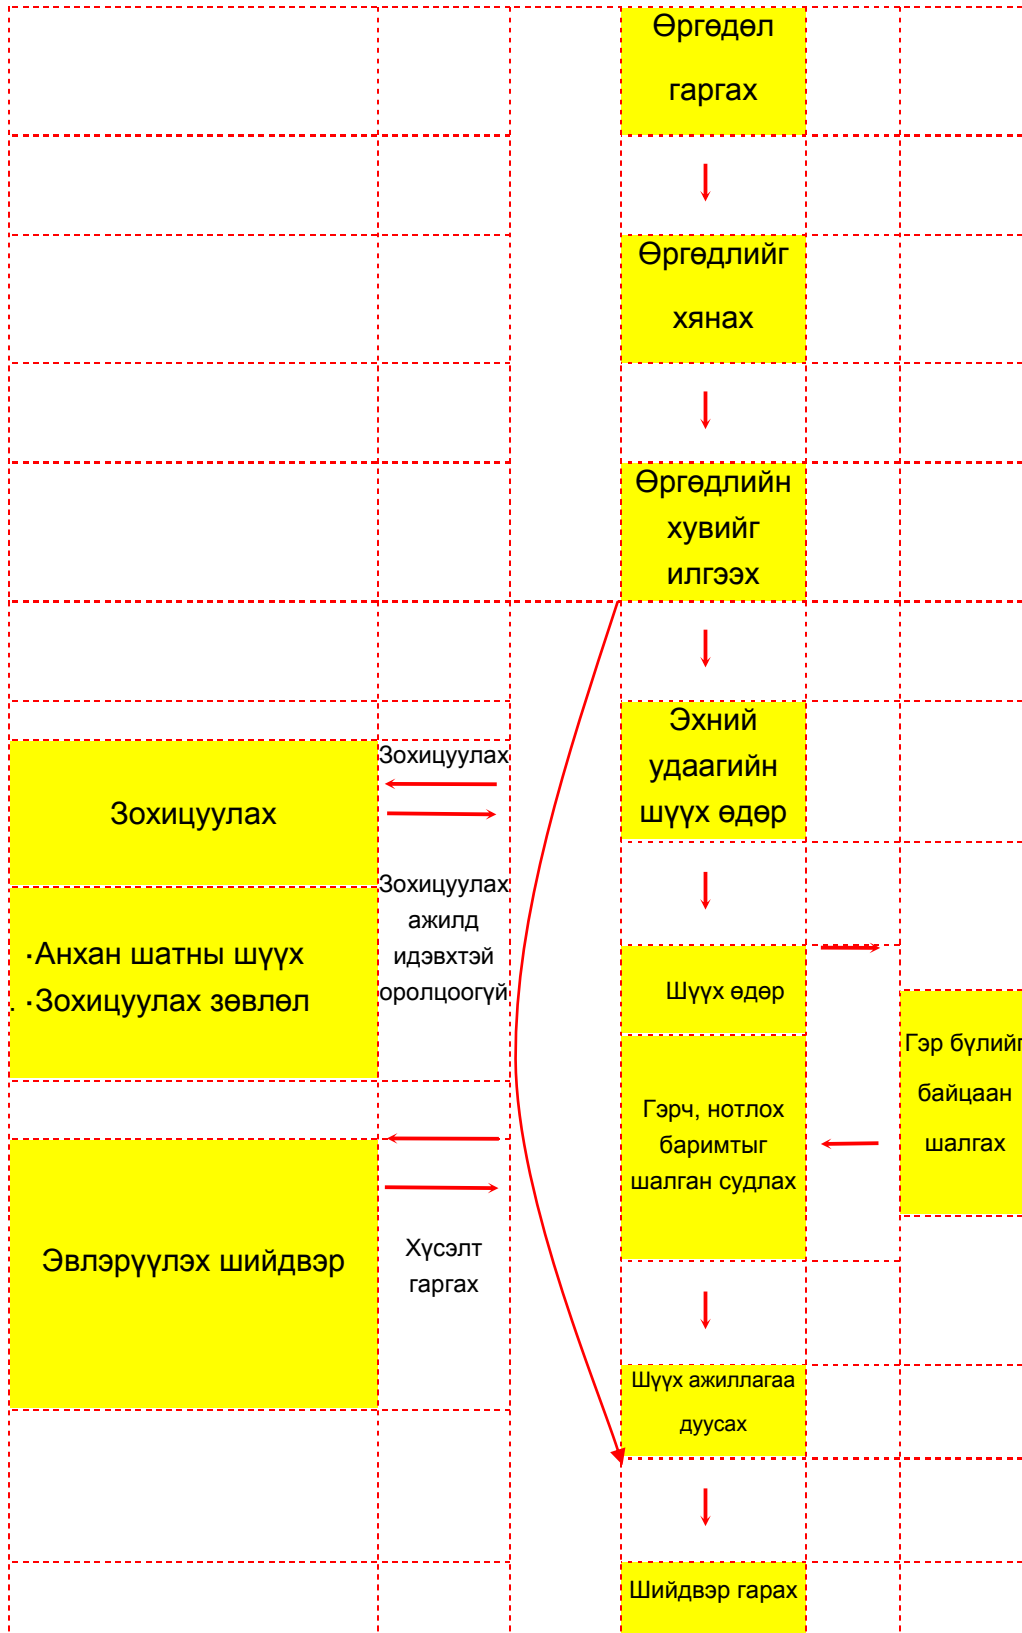 Өргөдөл
гаргах
Өргөдлийг
хянах
Өргөдлийн
хувийг
илгээх
Эхний
удаагийн
шүүх өдөр
Зохицуулах
Зохицуулах
Зохицуулах
ажилд
идэвхтэй
оролцоогүй
·Анхан шатны шүүх
. ·Зохицуулах зөвлөл
Шүүх өдөр
Гэрч, нотлох
баримтыг
шалган судлах
Гэр бүлийг
байцаан
шалгах
Эвлэрүүлэх шийдвэр
Хүсэлт
гаргах
Шүүх ажиллагаа
дуусах
Шийдвэр гарах